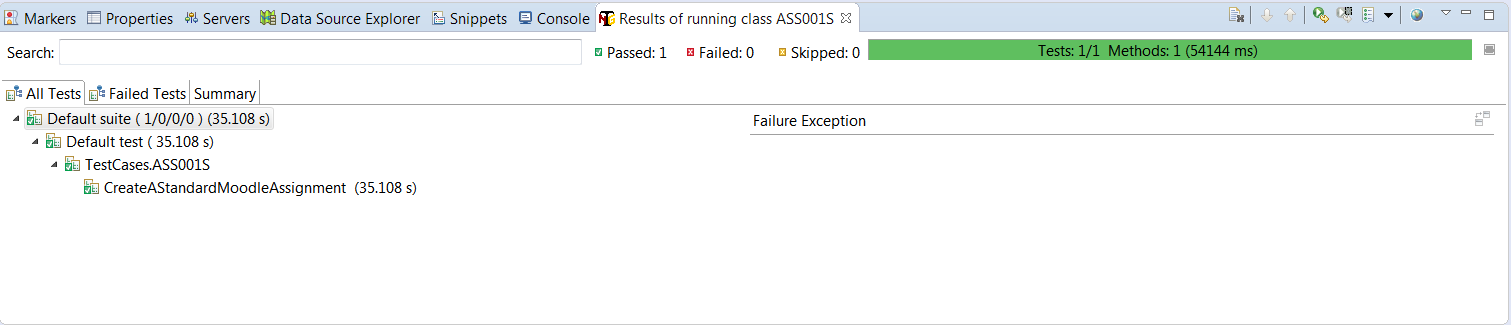 Markers Properties Servers Data Source Explorer Snippets Console Results of running class ASS001S
Search: Passed: 1 Failed: 0 Skipped: 0 Tests: 1/1 Methods: 1 (54144 ms)
All Tests Failed Tests Summary
Default suite ( 1/0/0/0 ) (35.108 s) Failure Exception
Default test ( 35.108 s)
TestCases.ASS001S
CreateAStandardMoodleAssignment (35.108 s)